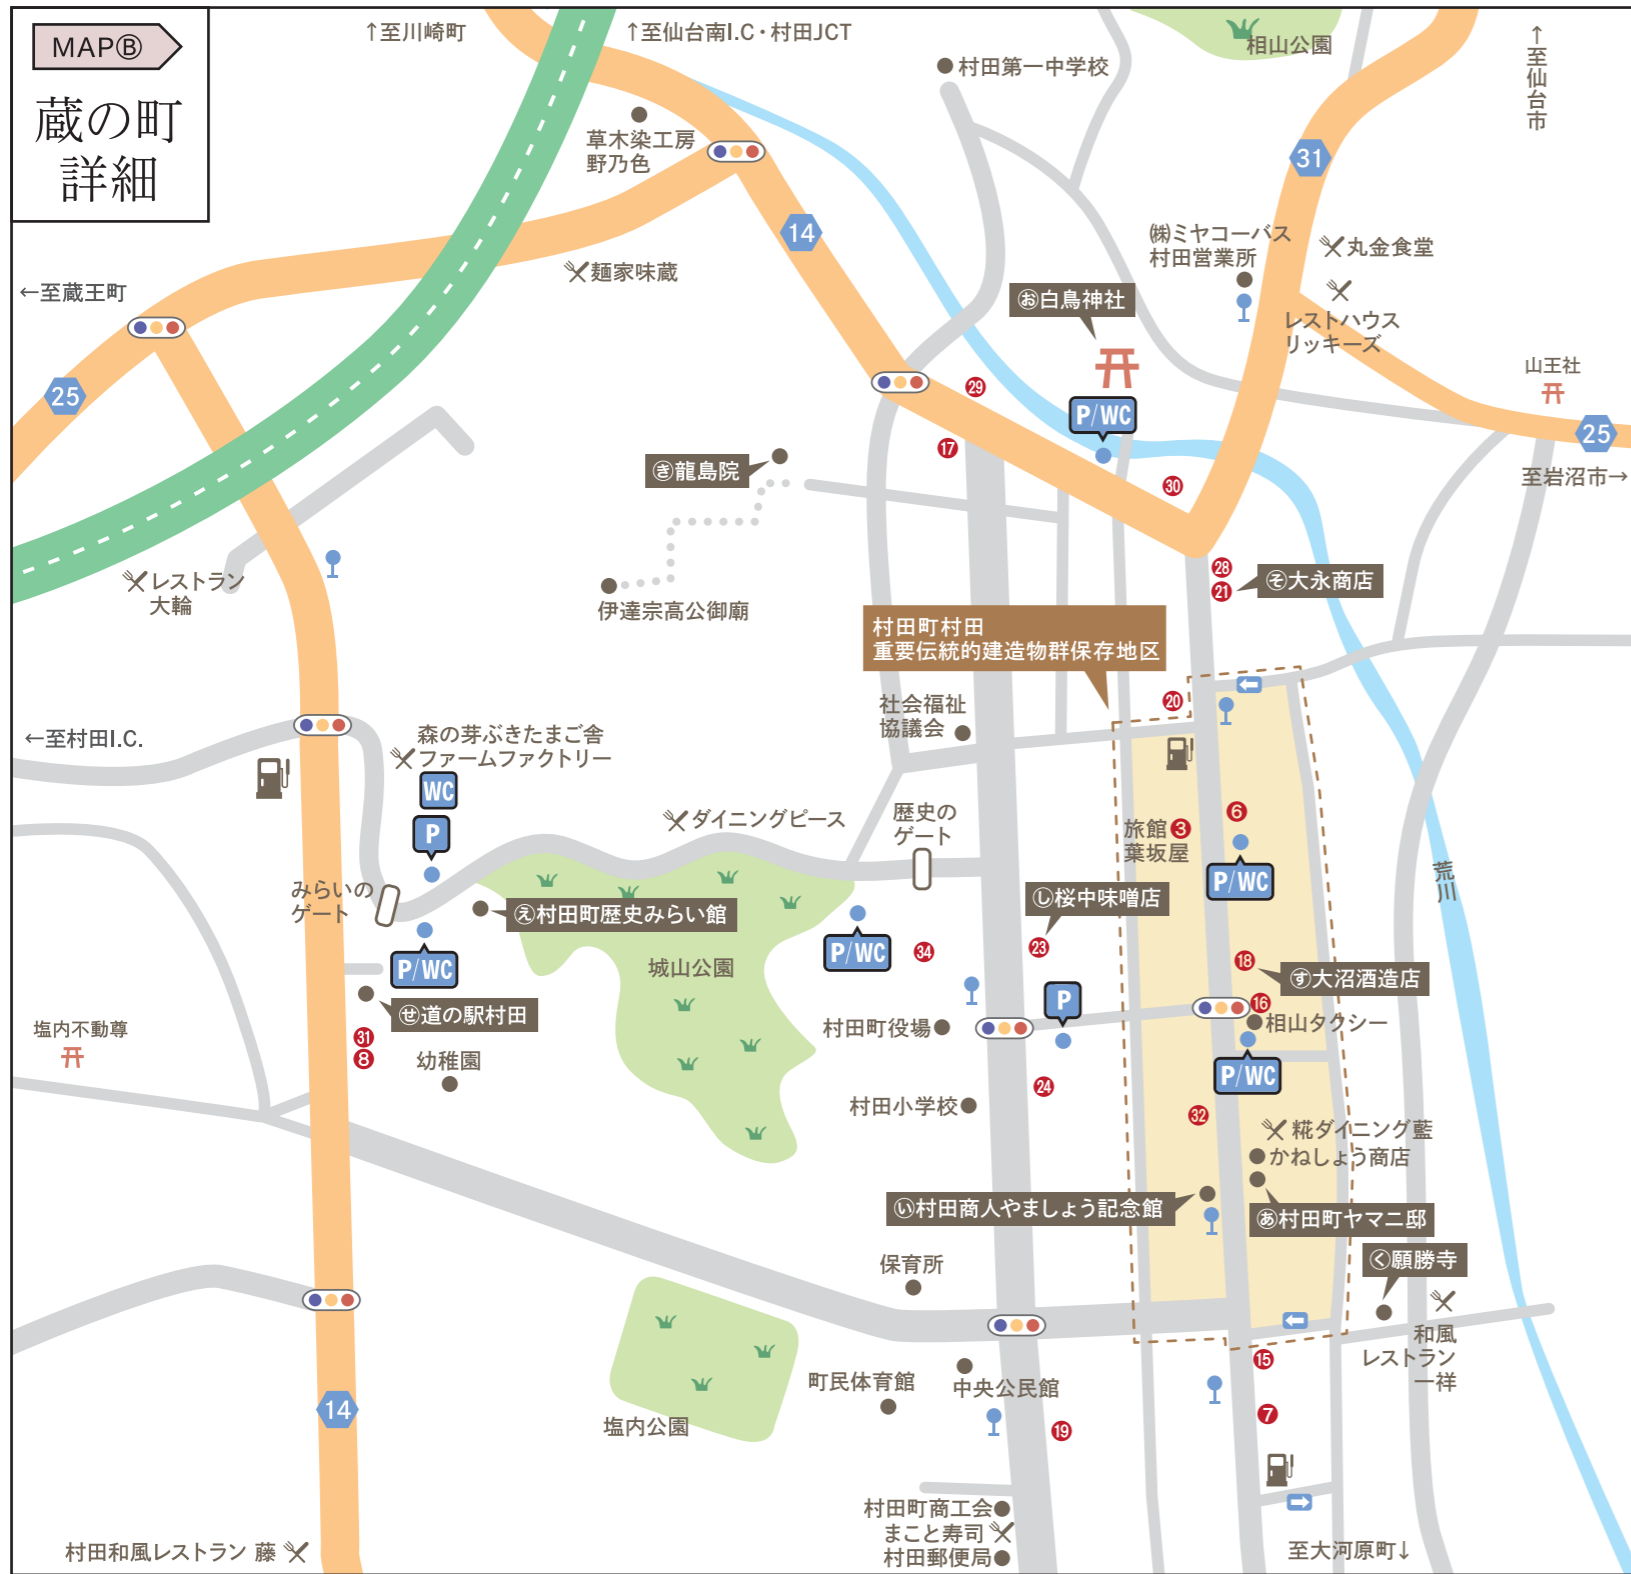 MAPⒷ
蔵の町
詳細
↑至川崎町
↑至仙台南I.C・村田JCT
村田第一中学校
相山公園
↑至仙台市
草木染工房
野乃色
31
14
㈱ミヤコーバス
村田営業所
丸金食堂
麺家味蔵
←至蔵王町
㋔白鳥神社
レストハウス
リッキーズ
山王社
25
29
P/WC
25
17
㋖龍島院
30
至岩沼市→
レストラン
大輪
28
21
㋞大永商店
伊達宗高公御廟
村田町村田
重要伝統的建造物群保存地区
20
社会福祉
協議会
←至村田I.C.
森の芽ぶきたまご舎
ファームファクトリー
WC
P
ダイニングピース
歴史の
ゲート
6
旅館3
葉坂屋
P/WC
荒川
みらいの
ゲート
㋓村田町歴史みらい館
㋛桜中味噌店
P/WC
34
23
P/WC
城山公園
18
㋜大沼酒造店
P
16
㋝道の駅村田
塩内不動尊
31
8
幼稚園
村田町役場
相山タクシー
P/WC
24
村田小学校
32
糀ダイニング藍
かねしょう商店
㋑村田商人やましょう記念館
㋐村田町ヤマニ邸
㋗願勝寺
保育所
和風
レストラン
一祥
15
町民体育館
中央公民館
14
塩内公園
7
19
村田町商工会
まこと寿司
村田郵便局
村田和風レストラン 藤
至大河原町↓